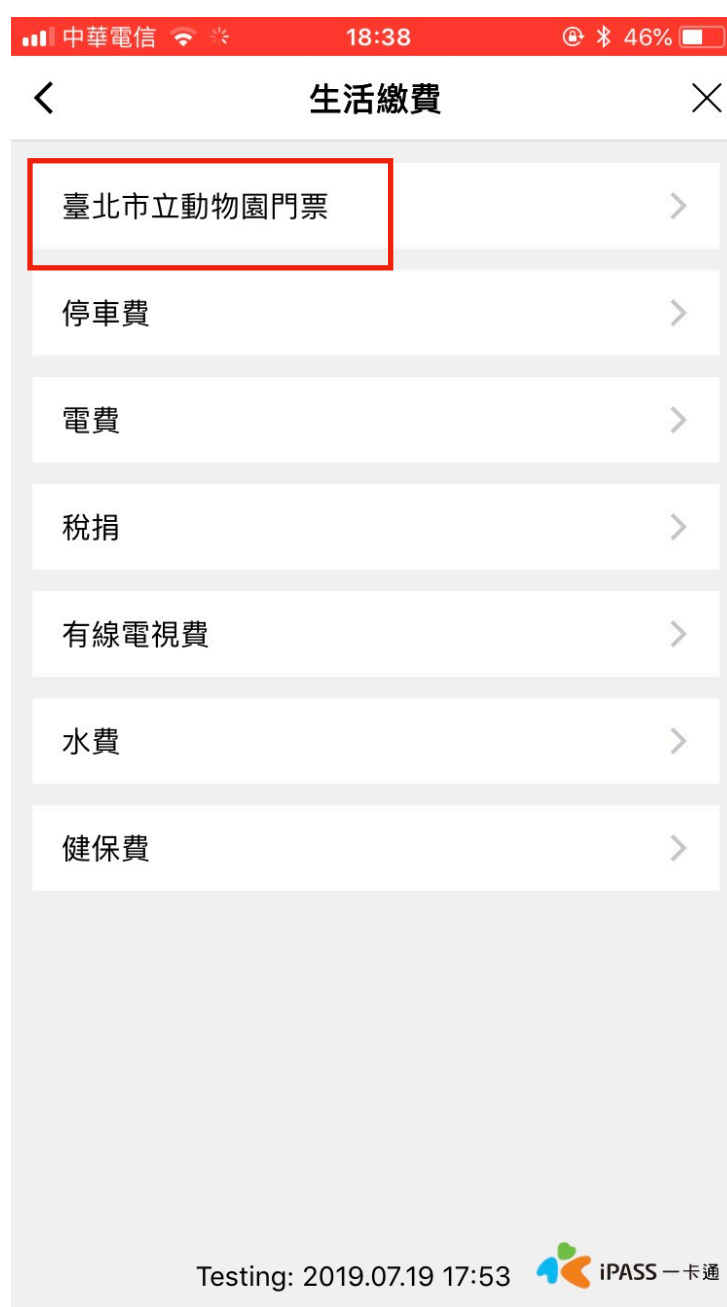 中華電信 18:38 46%
生活繳費
臺北市立動物園門票
停車費
電費
稅捐
有線電視費
水費
健保費
Testing: 2019.07.19 17:53 iPASS 一卡通